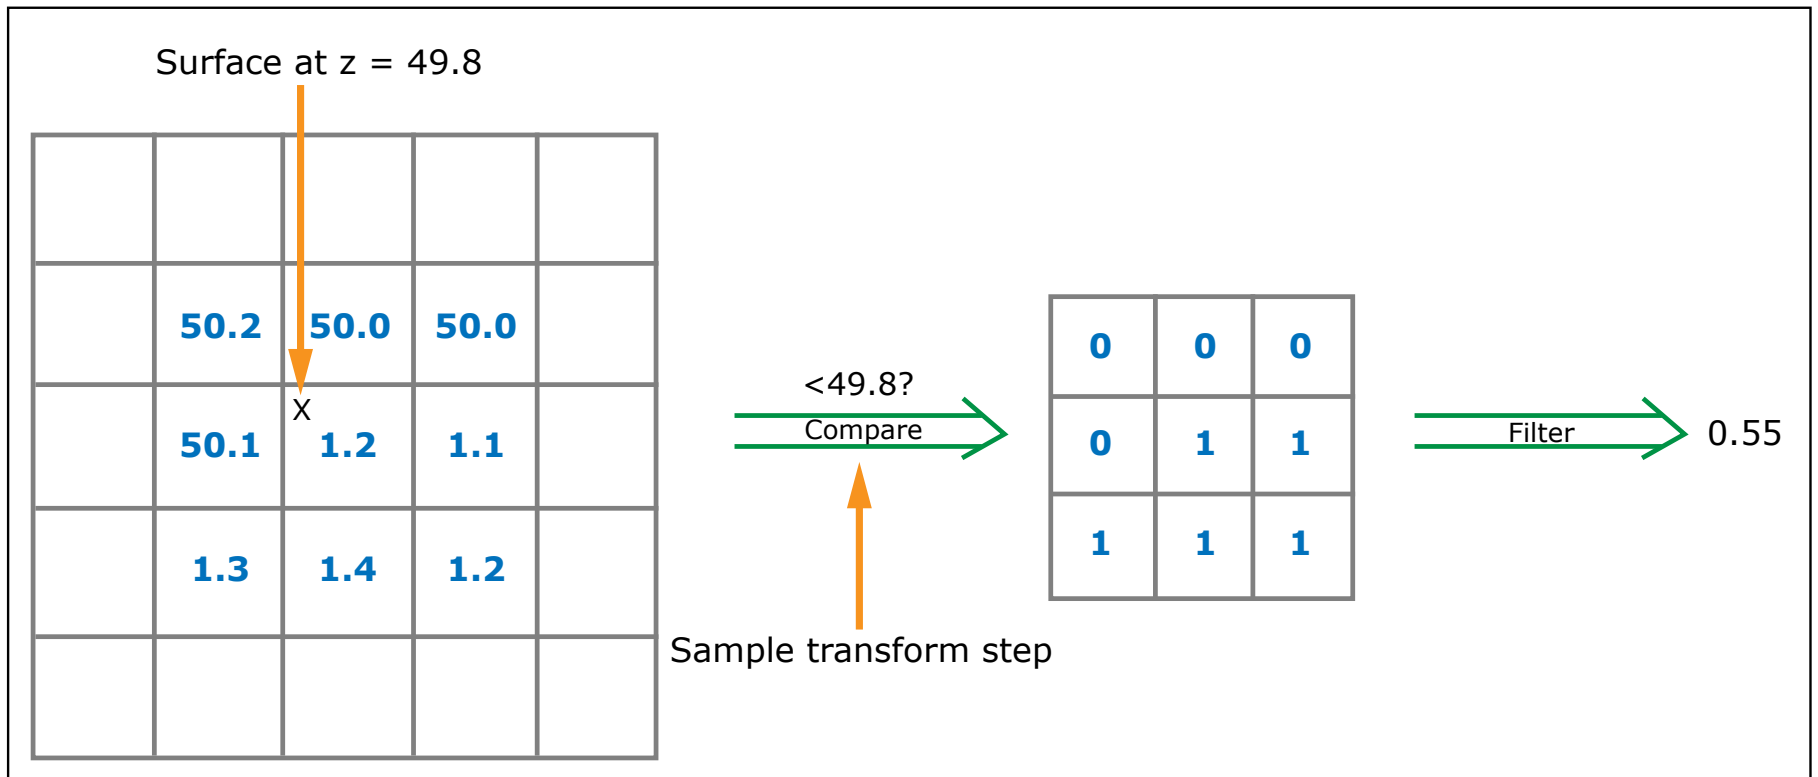 Surface at z = 49.8
50.2 50.0 50.0
X
50.1 1.2 1.1
1.3 1.4 1.2
<49.8?
Compare
Sample transform step
0 0 0
0 1 1
1 1 1
Filter
0.55